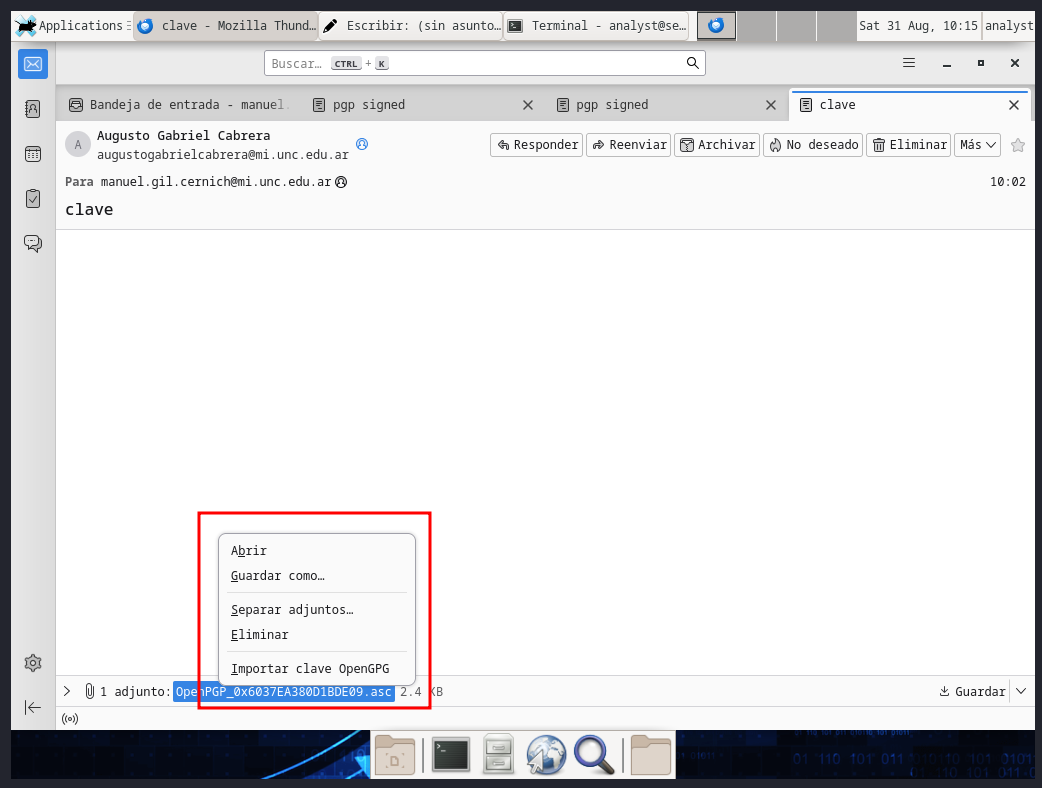 Applications
clave - Mozilla Thund…
Escribir: (sin asunto…
Terminal - analyst@se…
Sat 31 Aug, 10:15
analyst
Buscar… CTRL + K
Bandeja de entrada - manuel.
pgp signed
pgp signed
clave
A
Augusto Gabriel Cabrera
augustogabrielcabrera@mi.unc.edu.ar
Responder
Reenviar
Archivar
No deseado
Eliminar
Más
Para manuel.gil.cernich@mi.unc.edu.ar
10:02
clave
Abrir
Guardar como…
Separar adjuntos…
Eliminar
Importar clave OpenGPG
1 adjunto: OpenPGP_0x6037EA380D1BDE09.asc 2.4 KB
Guardar